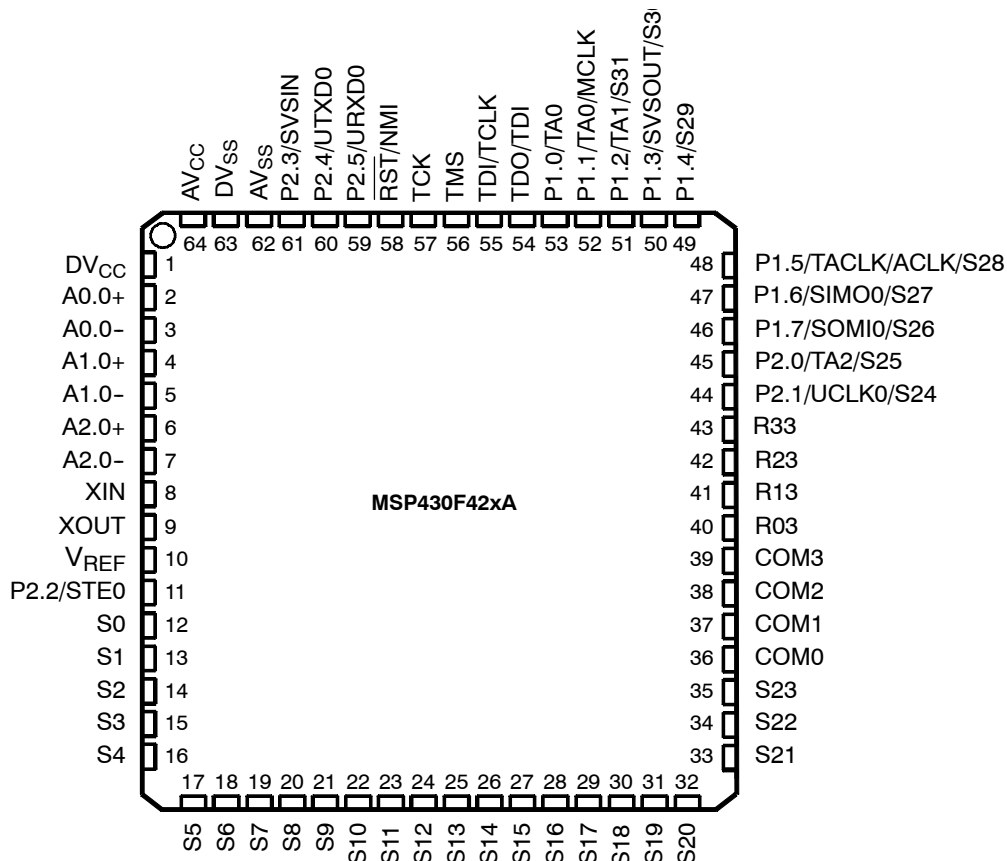 AVCC
DVSS
AVSS
P2.3/SVSIN
P2.4/UTXD0
P2.5/URXD0
RST/NMI
TCK
TMS
TDI/TCLK
TDO/TDI
P1.0/TA0
P1.1/TA0/MCLK
P1.2/TA1/S31
P1.3/SVSOUT/S3
P1.4/S29
64 63 62 61 60 59 58 57 56 55 54 53 52 51 50 49
DVCC 1 48 P1.5/TACLK/ACLK/S28
A0.0+ 2 47 P1.6/SIMO0/S27
A0.0- 3 46 P1.7/SOMI0/S26
A1.0+ 4 45 P2.0/TA2/S25
A1.0- 5 44 P2.1/UCLK0/S24
A2.0+ 6 43 R33
A2.0- 7 42 R23
XIN 8 41 R13
MSP430F42xA
XOUT 9 40 R03
VREF 10 39 COM3
P2.2/STE0 11 38 COM2
S0 12 37 COM1
S1 13 36 COM0
S2 14 35 S23
S3 15 34 S22
S4 16 33 S21
17 18 19 20 21 22 23 24 25 26 27 28 29 30 31 32
S5
S6
S7
S8
S9
S10
S11
S12
S13
S14
S15
S16
S17
S18
S19
S20